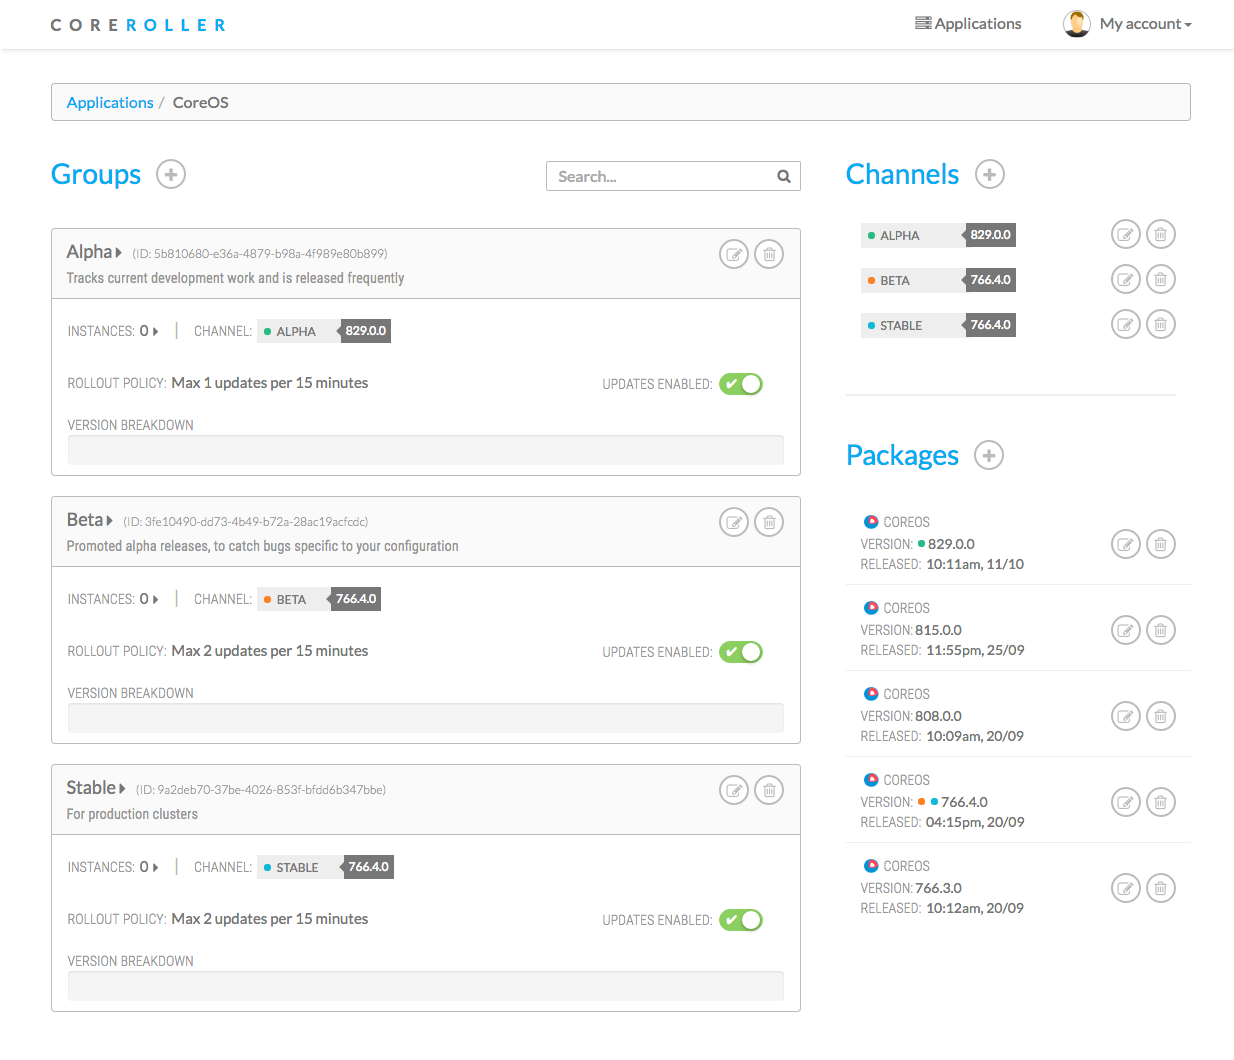 COREROLLER
Applications
My account
Applications / CoreOS
Groups
Search...
Alpha (ID: 5b810680-e36a-4879-b98a-4f989e80b899)
Tracks current development work and is released frequently
INSTANCES: 0 | CHANNEL: ALPHA 829.0.0
ROLLOUT POLICY: Max 1 updates per 15 minutes
UPDATES ENABLED:
VERSION BREAKDOWN
Beta (ID: 3fe10490-dd73-4b49-b72a-28ac19acfcdc)
Promoted alpha releases, to catch bugs specific to your configuration
INSTANCES: 0 | CHANNEL: BETA 766.4.0
ROLLOUT POLICY: Max 2 updates per 15 minutes
UPDATES ENABLED:
VERSION BREAKDOWN
Stable (ID: 9a2deb70-37be-4026-853f-bfdd6b347bbe)
For production clusters
INSTANCES: 0 | CHANNEL: STABLE 766.4.0
ROLLOUT POLICY: Max 2 updates per 15 minutes
UPDATES ENABLED:
VERSION BREAKDOWN
Channels
ALPHA 829.0.0
BETA 766.4.0
STABLE 766.4.0
Packages
COREOS
VERSION: 829.0.0
RELEASED: 10:11am, 11/10
COREOS
VERSION: 815.0.0
RELEASED: 11:55pm, 25/09
COREOS
VERSION: 808.0.0
RELEASED: 10:09am, 20/09
COREOS
VERSION: 766.4.0
RELEASED: 04:15pm, 20/09
COREOS
VERSION: 766.3.0
RELEASED: 10:12am, 20/09